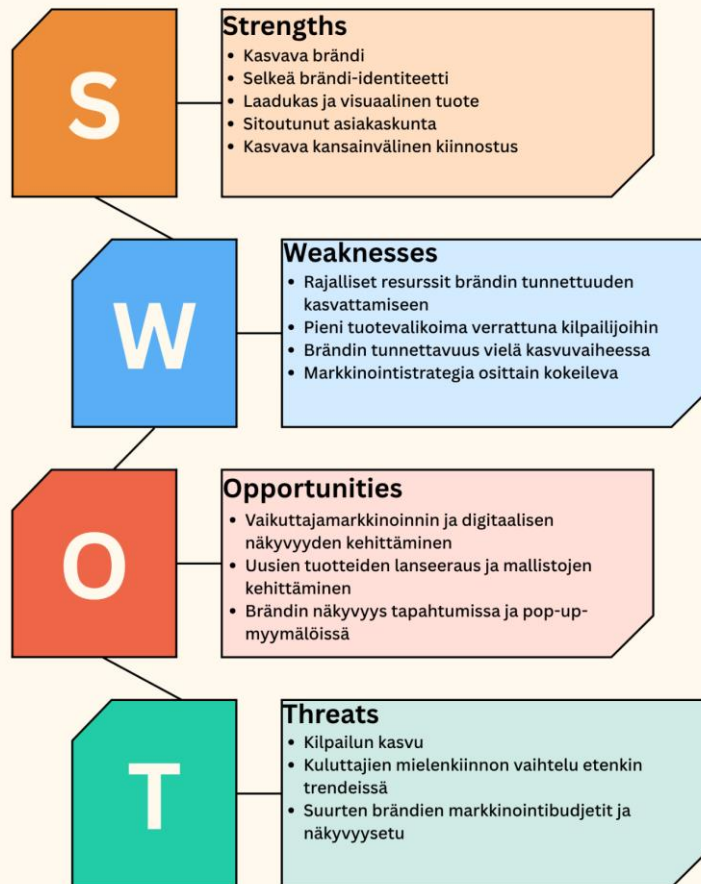 S
Strengths
• Kasvava brändi
• Selkeä brändi-identiteetti
• Laadukas ja visuaalinen tuote
• Sitoutunut asiakaskunta
• Kasvava kansainvälinen kiinnostus
W
Weaknesses
• Rajalliset resurssit brändin tunnettuuden
kasvattamiseen
• Pieni tuotevalikoima verrattuna kilpailijoihin
• Brändin tunnettavuus vielä kasvuvaiheessa
• Markkinointistrategia osittain kokeileva
O
Opportunities
• Vaikuttajamarkkinoinnin ja digitaalisen
näkyvyyden kehittäminen
• Uusien tuotteiden lanseeraus ja mallistojen
kehittäminen
• Brändin näkyvyys tapahtumissa ja pop-up-
myymälöissä
T
Threats
• Kilpailun kasvu
• Kuluttajien mielenkiinnon vaihtelu etenkin
trendeissä
• Suurten brändien markkinointibudjetit ja
näkyvyysetu